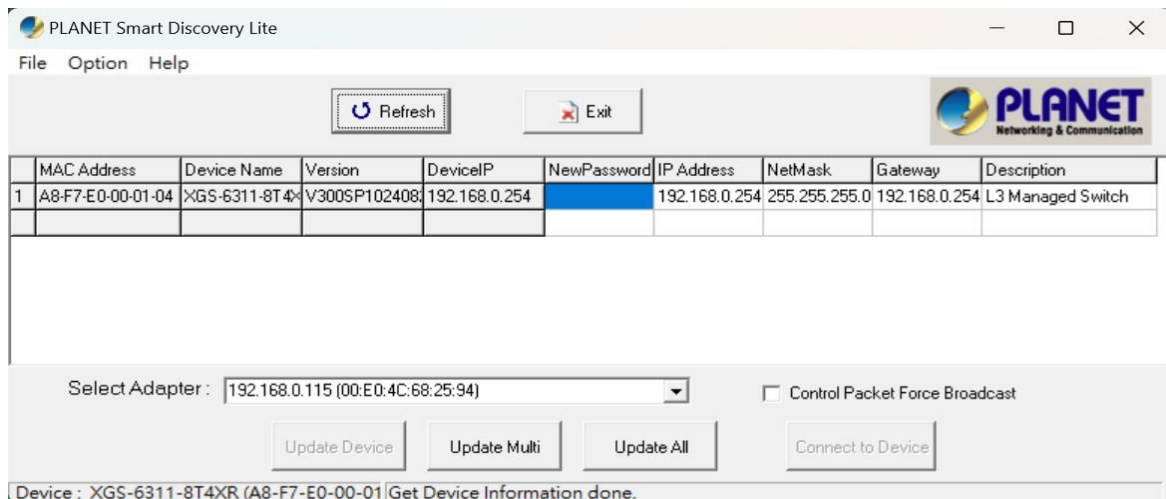 PLANET Smart Discovery Lite
File Option Help
Refresh Exit
PLANET
Networking & Communication
MAC Address Device Name Version DeviceIP NewPassword IP Address NetMask Gateway Description
1 A8-F7-E0-00-01-04 XGS-6311-8T4X V300SP102408 192.168.0.254 192.168.0.254 255.255.255.0 192.168.0.254 L3 Managed Switch
Select Adapter : 192.168.0.115 (00:E0:4C:68:25:94) Control Packet Force Broadcast
Update Device Update Multi Update All Connect to Device
Device : XGS-6311-8T4XR (A8-F7-E0-00-01 Get Device Information done.